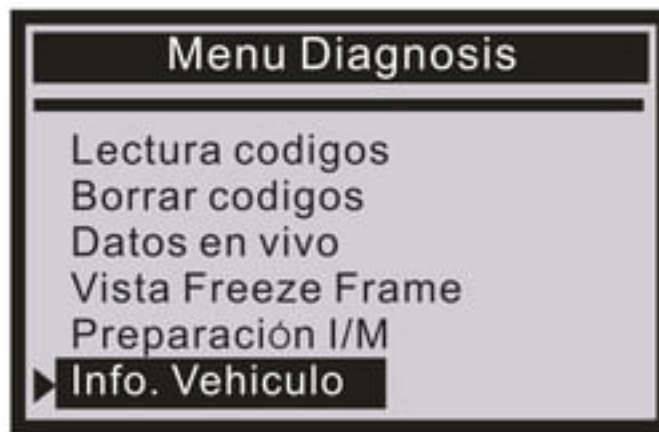 Menu Diagnosis
Lectura codigos
Borrar codigos
Datos en vivo
Vista Freeze Frame
Preparación I/M
Info. Vehiculo